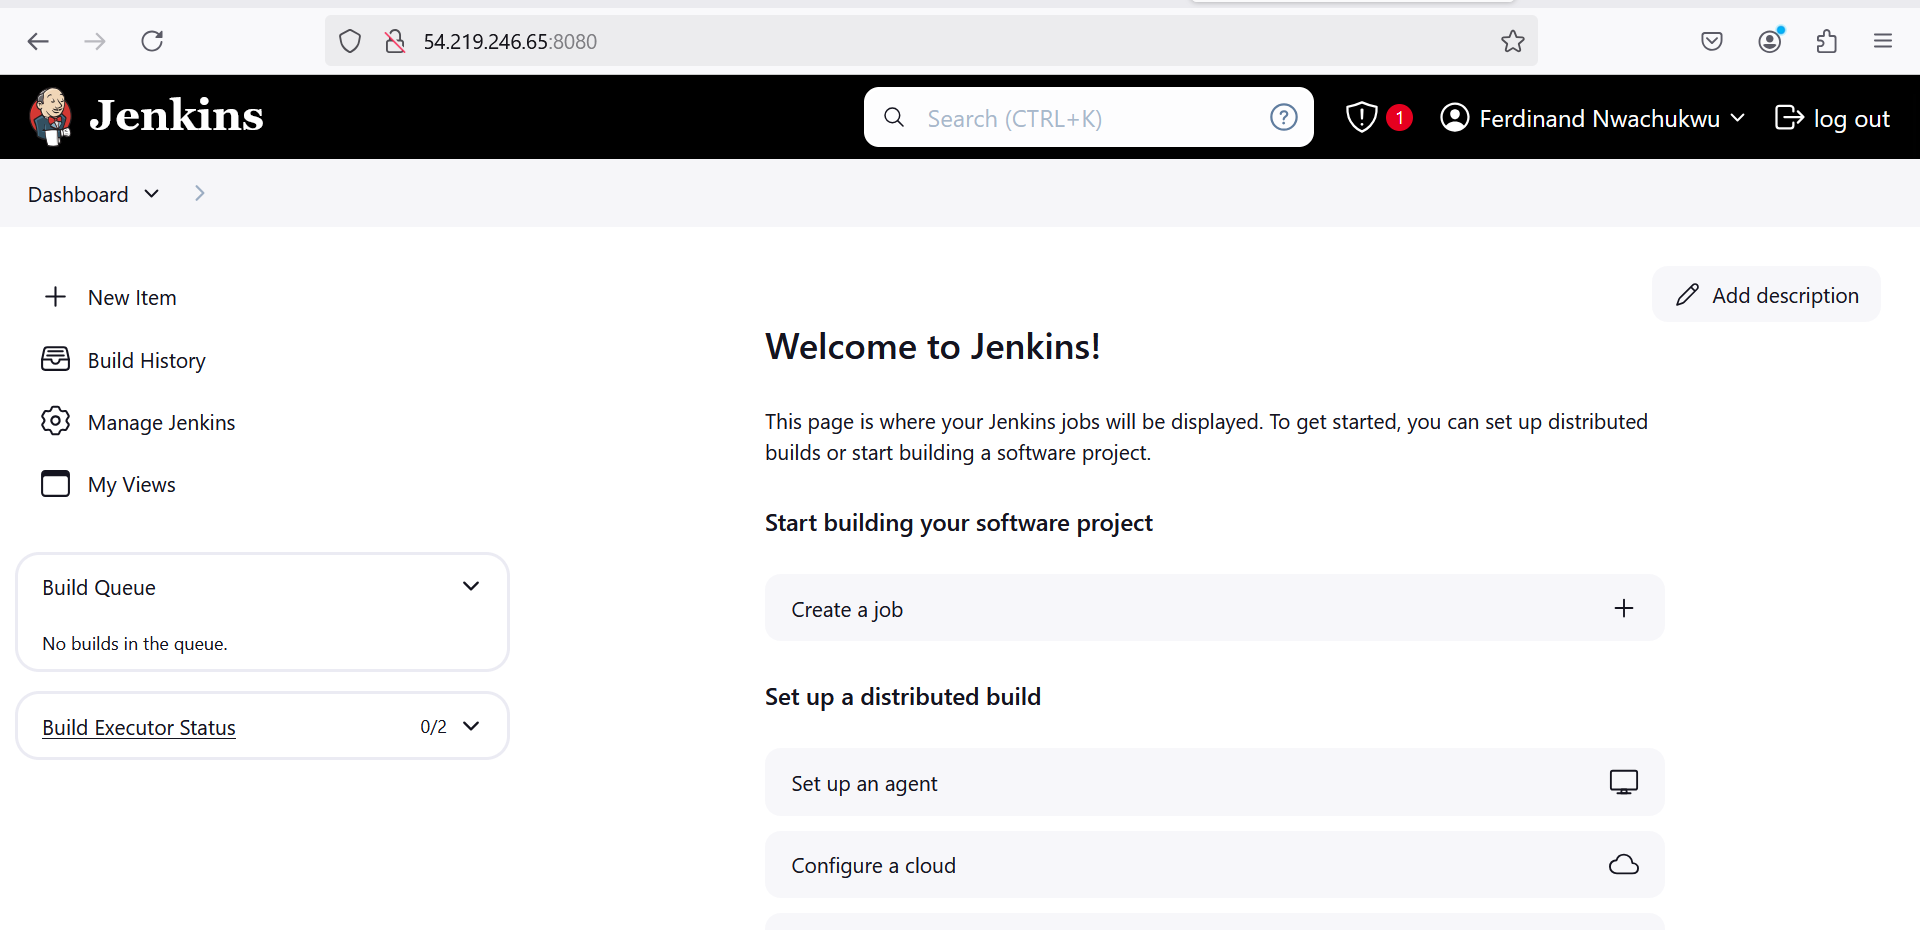 54.219.246.65:8080
Jenkins
Search (CTRL+K)
1
Ferdinand Nwachukwu
log out
Dashboard
New Item
Build History
Manage Jenkins
My Views
Build Queue
No builds in the queue.
Build Executor Status
0/2
Add description
Welcome to Jenkins!
This page is where your Jenkins jobs will be displayed. To get started, you can set up distributed
builds or start building a software project.
Start building your software project
Create a job
Set up a distributed build
Set up an agent
Configure a cloud